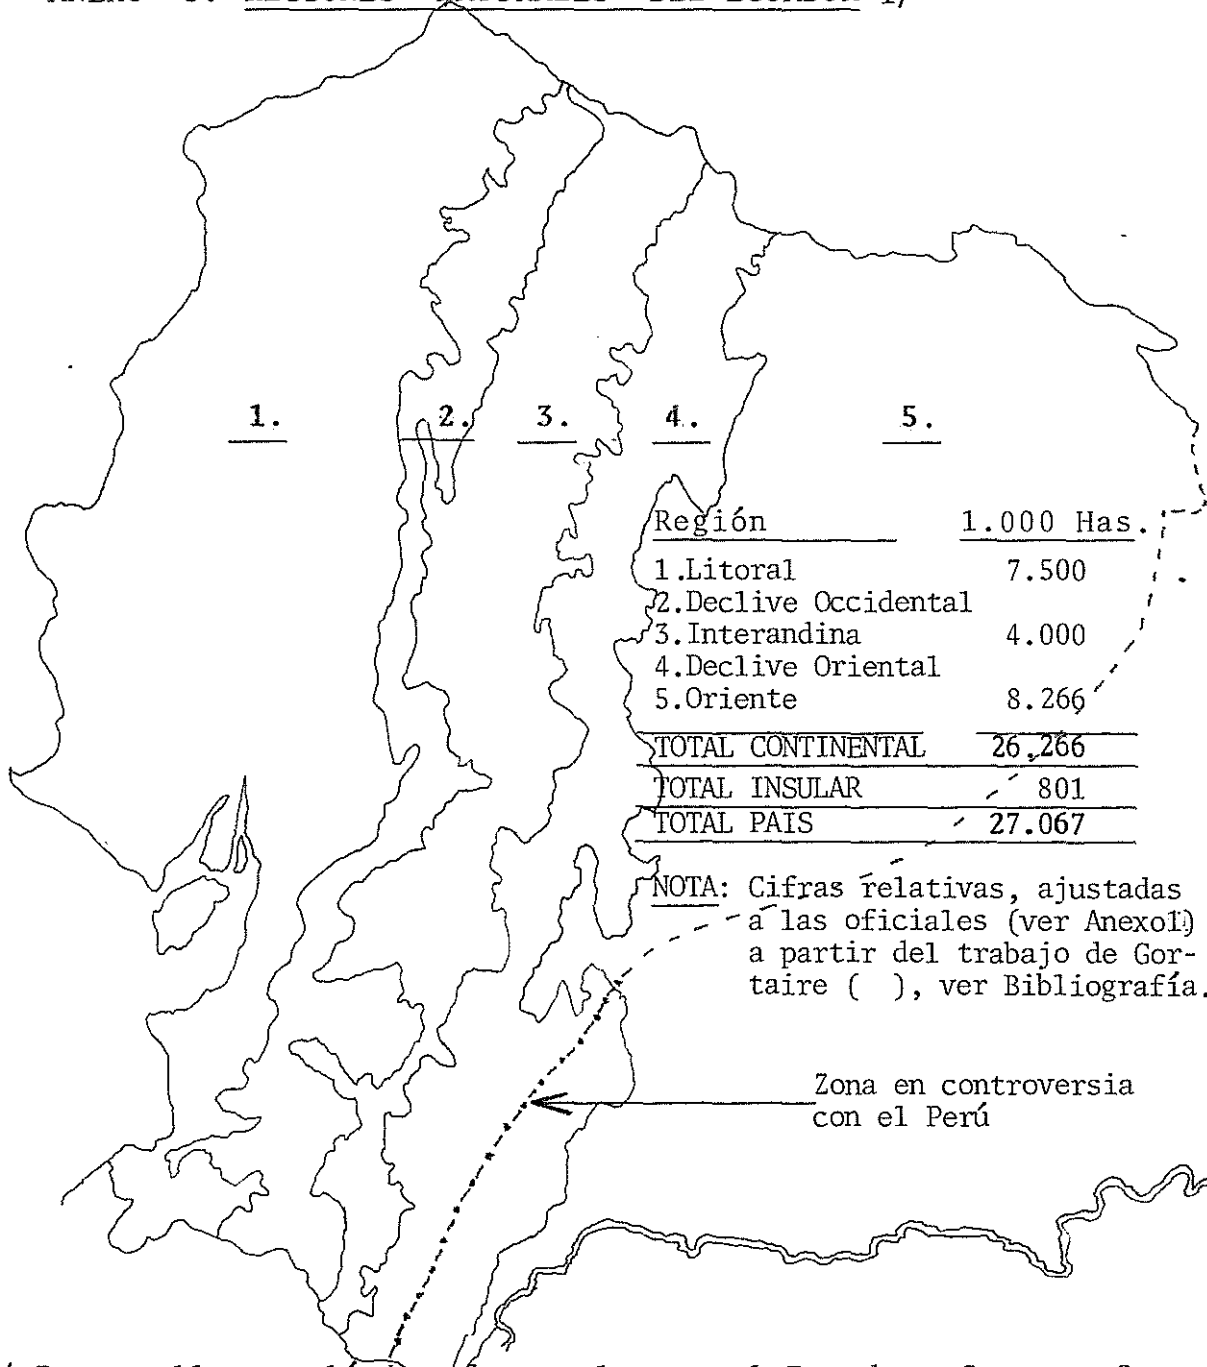 DEL 1/
1.
2.
3.
4.
5.
Región 1.000 Has.
1.Litoral 7.500
2.Declive Occidental
3.Interandina 4.000
4.Declive Oriental
5.Oriente 8.266
TOTAL CONTINENTAL 26.266
TOTAL INSULAR 801
TOTAL PAIS 27.067
NOTA: Cifras relativas, ajustadas
a las oficiales (ver Anexo1)
a partir del trabajo de Gor-
taire ( ), ver Bibliografía.
Zona en controversia
con el Perú